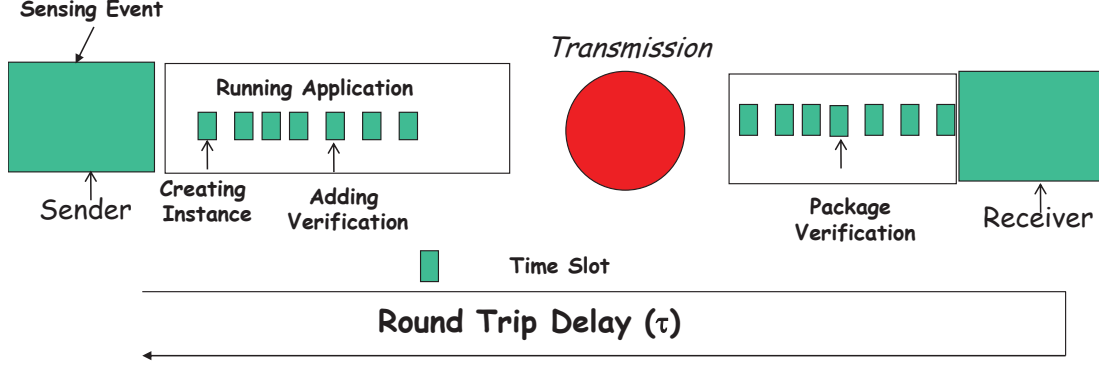 Sensing Event
Transmission
Running Application
Creating
Instance
Adding
Verification
Sender
Package
Verification
Receiver
Time Slot
Round Trip Delay (τ)